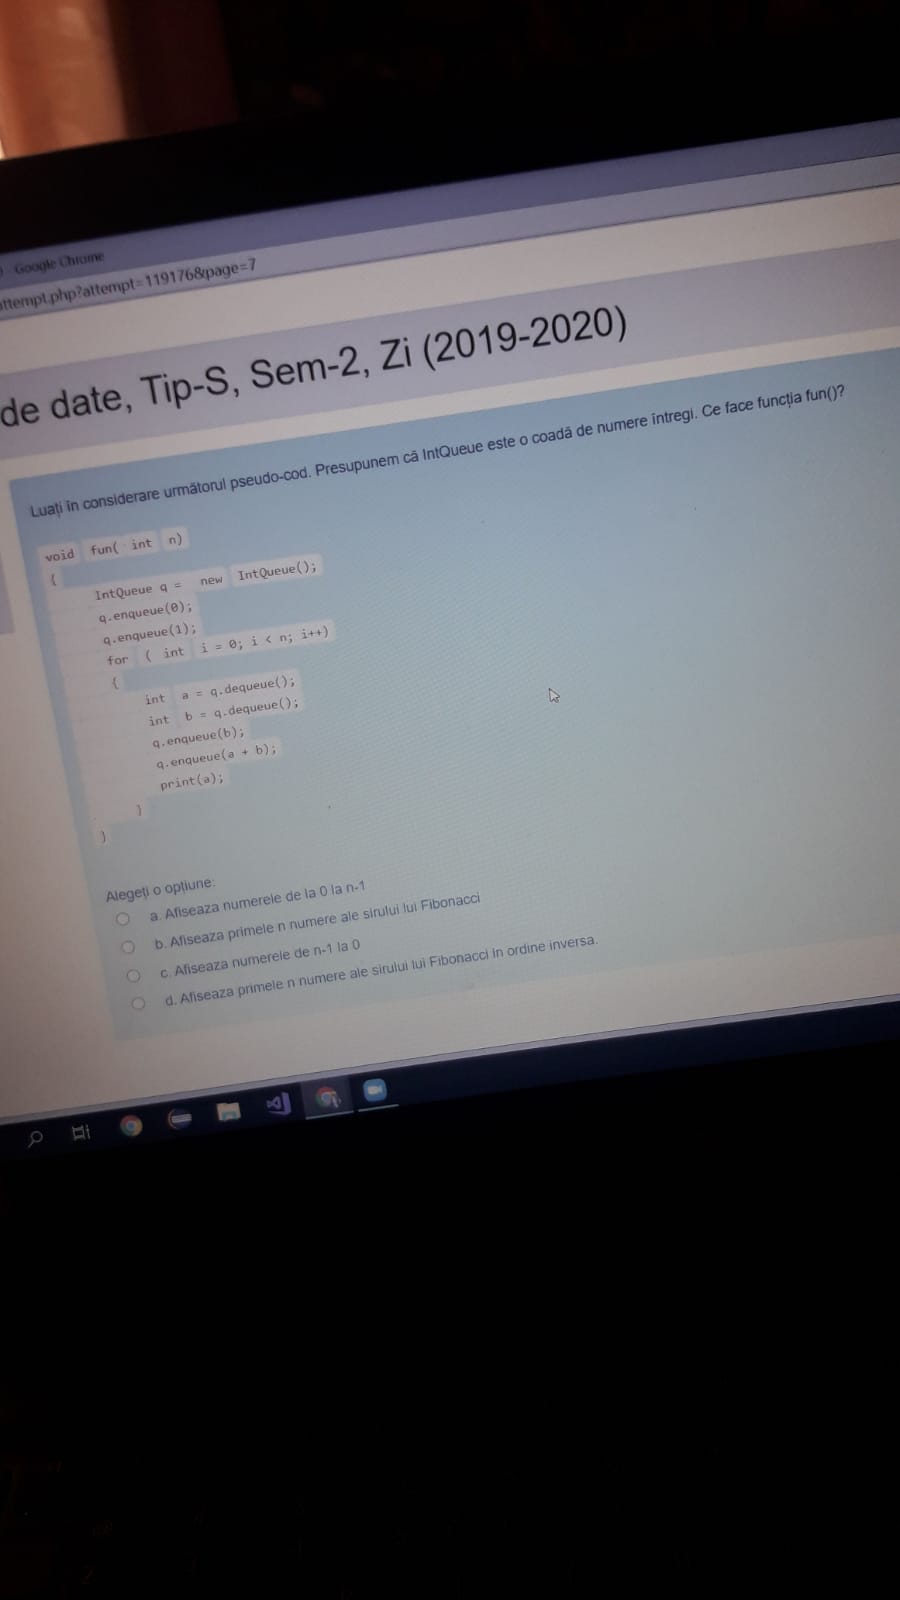 - Google Chrome
attempt.php?attempt=119176&page=7
de date, Tip-S, Sem-2, Zi (2019-2020)
Luați în considerare următorul pseudo-cod. Presupunem că IntQueue este o coadă de numere întregi. Ce face funcția fun()?
void fun( int n)
{
IntQueue q = new IntQueue();
q.enqueue(0);
q.enqueue(1);
for ( int i = 0; i < n; i++)
{
int a = q.dequeue();
int b = q.dequeue();
q.enqueue(b);
q.enqueue(a + b);
print(a);
}
}
Alegeți o opțiune:
a. Afiseaza numerele de la 0 la n-1
b. Afiseaza primele n numere ale sirului lui Fibonacci
c. Afiseaza numerele de n-1 la 0
d. Afiseaza primele n numere ale sirului lui Fibonacci in ordine inversa.